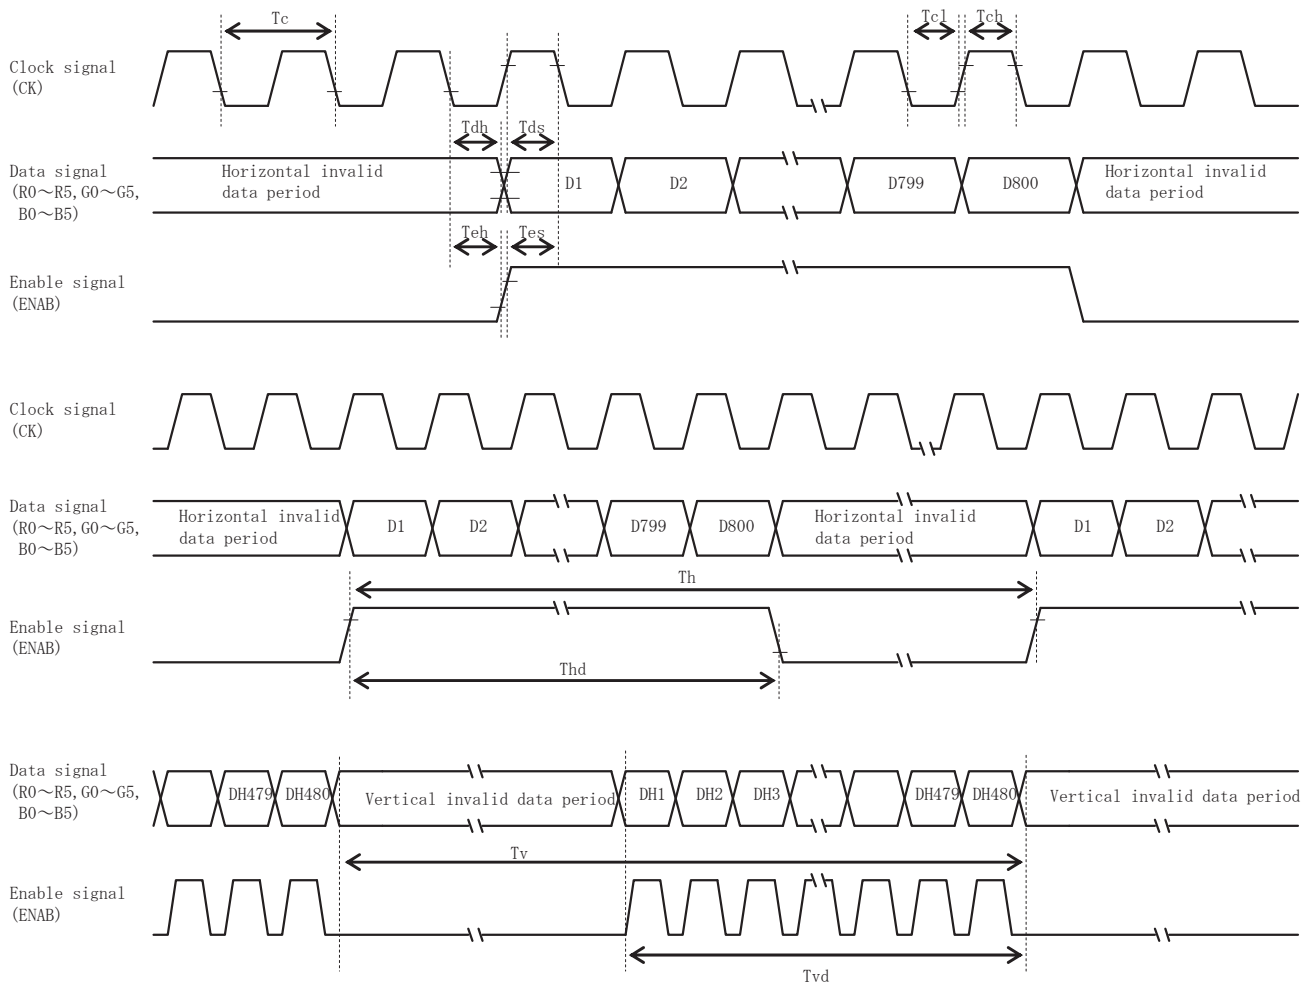 Tc
Tcl
Tch
Clock signal
(CK)
Tdh
Tds
Data signal
(R0～R5,G0～G5,
B0～B5)
Horizontal invalid
data period
D1
D2
D799
D800
Horizontal invalid
data period
Teh
Tes
Enable signal
(ENAB)
Clock signal
(CK)
Data signal
(R0～R5,G0～G5,
B0～B5)
Horizontal invalid
data period
D1
D2
D799
D800
Horizontal invalid
data period
D1
D2
Th
Enable signal
(ENAB)
Thd
Data signal
(R0～R5,G0～G5,
B0～B5)
DH479
DH480
Vertical invalid data period
DH1
DH2
DH3
DH479
DH480
Vertical invalid data period
Tv
Enable signal
(ENAB)
Tvd